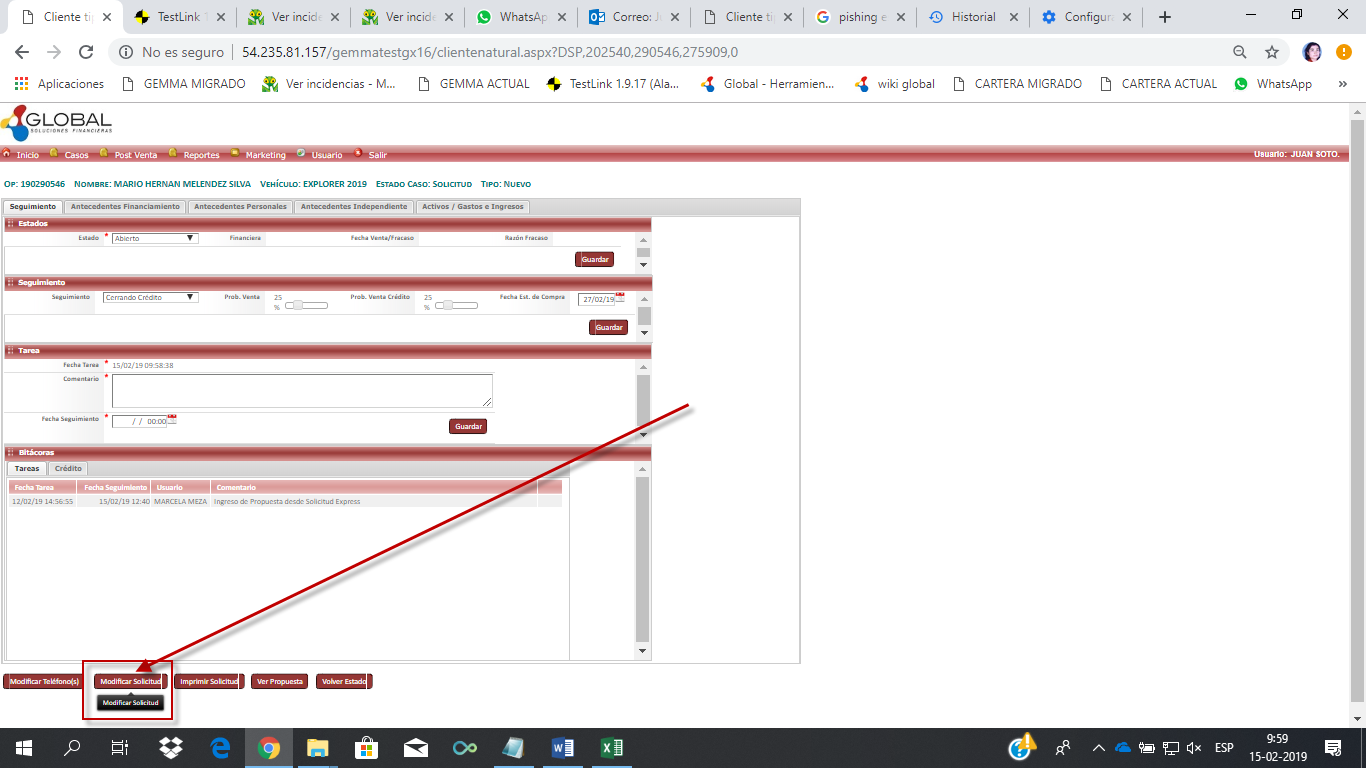 Cliente ti
TestLink 1
Ver incide
Ver incide
WhatsAp
Correo: J
Cliente ti
pishing e
Historial
Configura
No es seguro
54.235.81.157/gemmatestgx16/clientenatural.aspx?DSP,202540,290546,275909,0
Aplicaciones
GEMMA MIGRADO
Ver incidencias - M...
GEMMA ACTUAL
TestLink 1.9.17 (Ala...
Global - Herramien...
wiki global
CARTERA MIGRADO
CARTERA ACTUAL
WhatsApp
»
GLOBAL
SOLUCIONES FINANCIERAS
Inicio
Casos
Post Venta
Reportes
Marketing
Usuario
Salir
Usuario: JUAN SOTO.
Op: 190290546 Nombre: MARIO HERNAN MELENDEZ SILVA Vehículo: EXPLORER 2019 Estado Caso: Solicitud Tipo: Nuevo
Seguimiento
Antecedentes Financiamiento
Antecedentes Personales
Antecedentes Independiente
Activos / Gastos e Ingresos
Estados
Estado * Abierto
Financiera
Fecha Venta/Fracaso
Razón Fracaso
Guardar
Seguimiento
Seguimiento
Cerrando Crédito
Prob. Venta
25 %
Prob. Venta Crédito
25 %
Fecha Est. de Compra
27/02/19
Guardar
Tarea
Fecha Tarea * 15/02/19 09:58:38
Comentario *
Fecha Seguimiento * / / 00:00
Guardar
Bitácoras
Tareas
Crédito
Fecha Tarea
Fecha Seguimiento
Usuario
Comentario
12/02/19 14:56:55
15/02/19 12:40
MARCELA MEZA
Ingreso de Propuesta desde Solicitud Express
Modificar Teléfono(s)
Modificar Solicitud
Imprimir Solicitud
Ver Propuesta
Volver Estado
Modificar Solicitud
ESP
9:59
15-02-2019